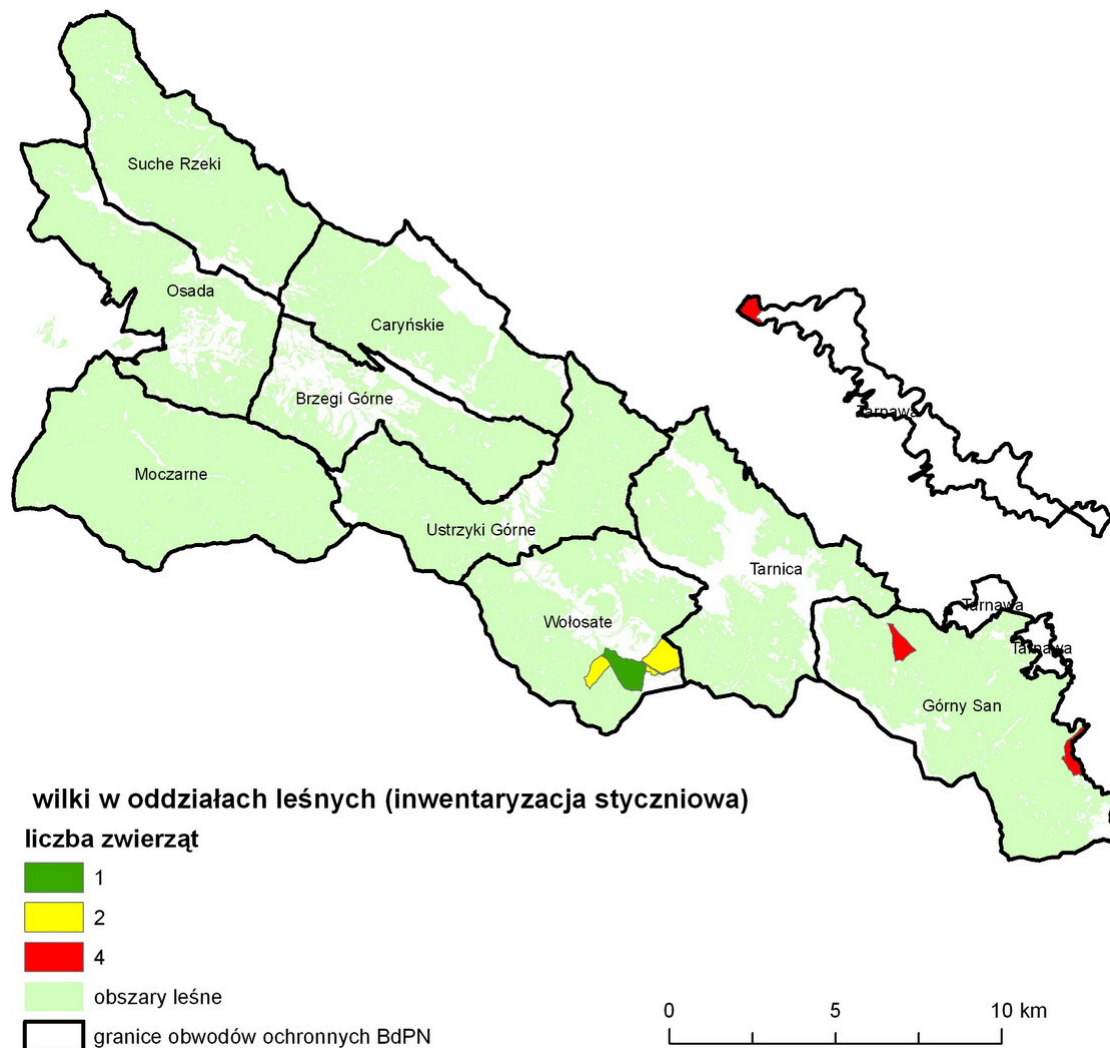 Suche Rzeki
Osada
Caryńskie
Brzegi Górne
Tarnawa
Moczarne
Ustrzyki Górne
Tarnica
Tarnawa
Wołosate
Tarnawa
Górny San
wilki w oddziałach leśnych (inwentaryzacja styczniowa)
liczba zwierząt
1
2
4
obszary leśne
granice obwodów ochronnych BdPN
0 5 10 km